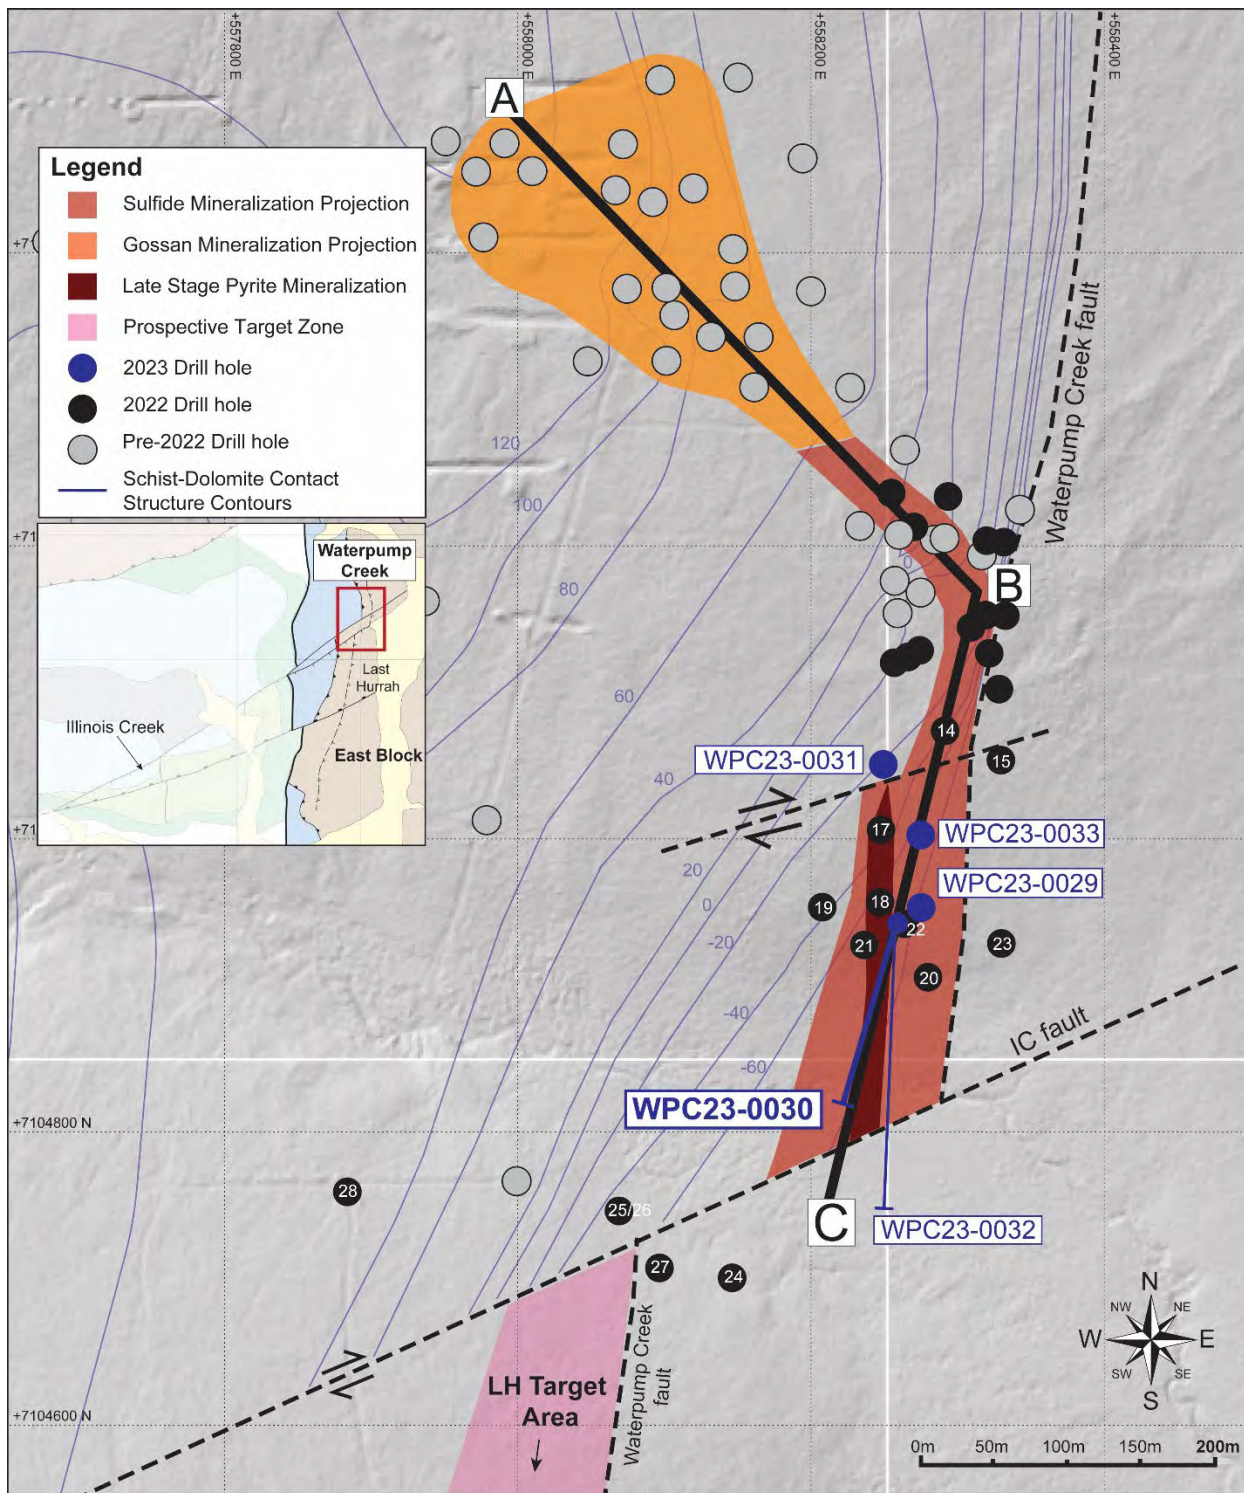 +557800 E
+558000 E
+558200 E
+558400 E
A
Legend
Sulfide Mineralization Projection
Gossan Mineralization Projection
Late Stage Pyrite Mineralization
Prospective Target Zone
2023 Drill hole
2022 Drill hole
Pre-2022 Drill hole
Schist-Dolomite Contact
Structure Contours
+7
Waterpump Creek fault
120
100
80
60
40
20
0
-20
-40
-60
0
+71
B
Waterpump
Creek
Last
Hurrah
Illinois Creek
East Block
14
15
WPC23-0031
+71
17
WPC23-0033
WPC23-0029
18
19
22
21
23
20
IC fault
WPC23-0030
+7104800 N
28
25/26
C
WPC23-0032
27
24
Waterpump Creek
fault
LH Target
Area
+7104600 N
N
NW
NE
W
E
SW
SE
S
0m
50m
100m
150m
200m